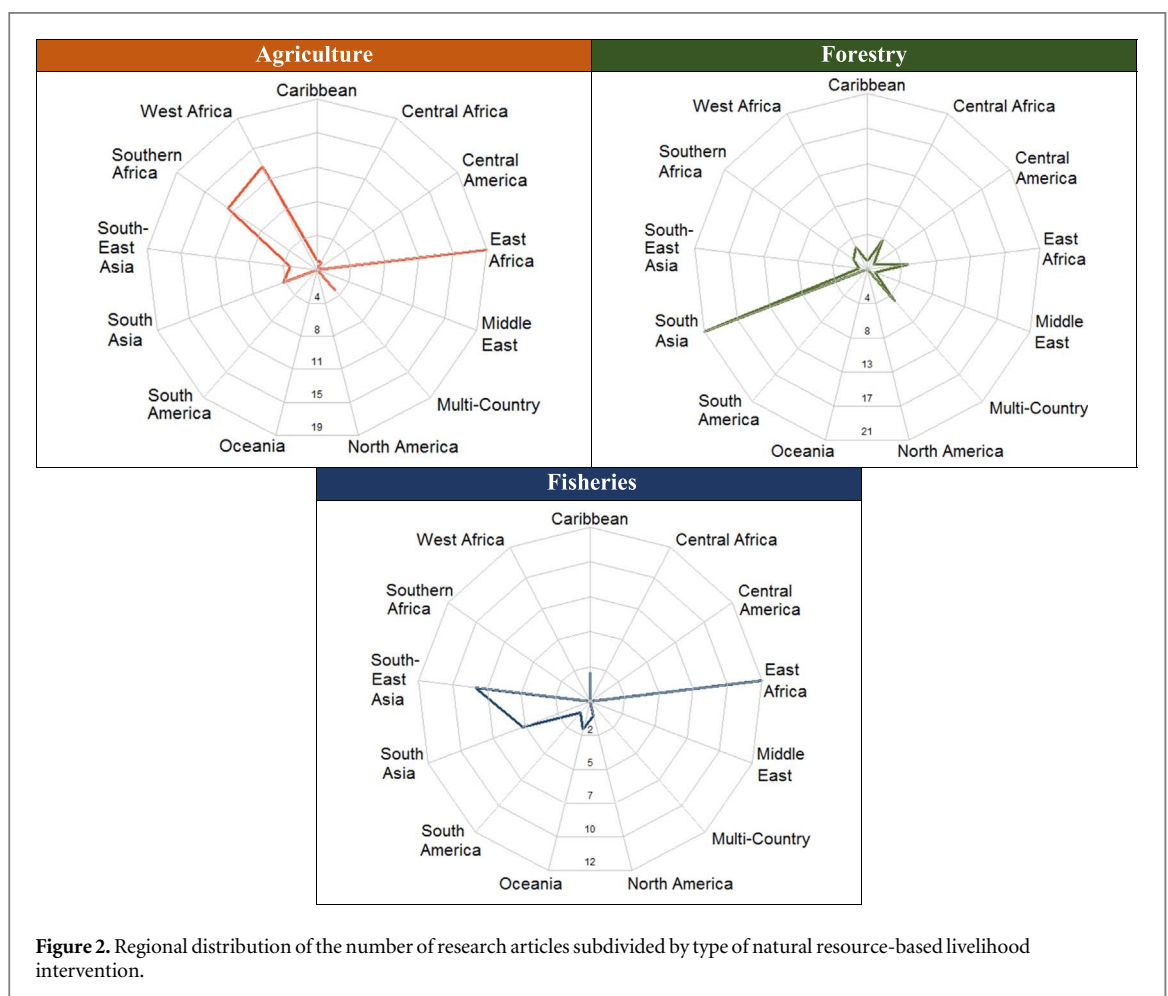 Agriculture
Caribbean
West Africa
Central Africa
Southern
Africa
Central
America
South-
East
Asia
East
Africa
South
Asia
Middle
East
South
America
Multi-Country
Oceania
North America
4
8
11
15
19
Forestry
Caribbean
West Africa
Central Africa
Southern
Africa
Central
America
South-
East
Asia
East
Africa
South
Asia
Middle
East
South
America
Multi-Country
Oceania
North America
4
8
13
17
21
Fisheries
Caribbean
West Africa
Central Africa
Southern
Africa
Central
America
South-
East
Asia
East
Africa
South
Asia
Middle
East
South
America
Multi-Country
Oceania
North America
2
5
7
10
12
Figure 2. Regional distribution of the number of research articles subdivided by type of natural resource-based livelihood
intervention.